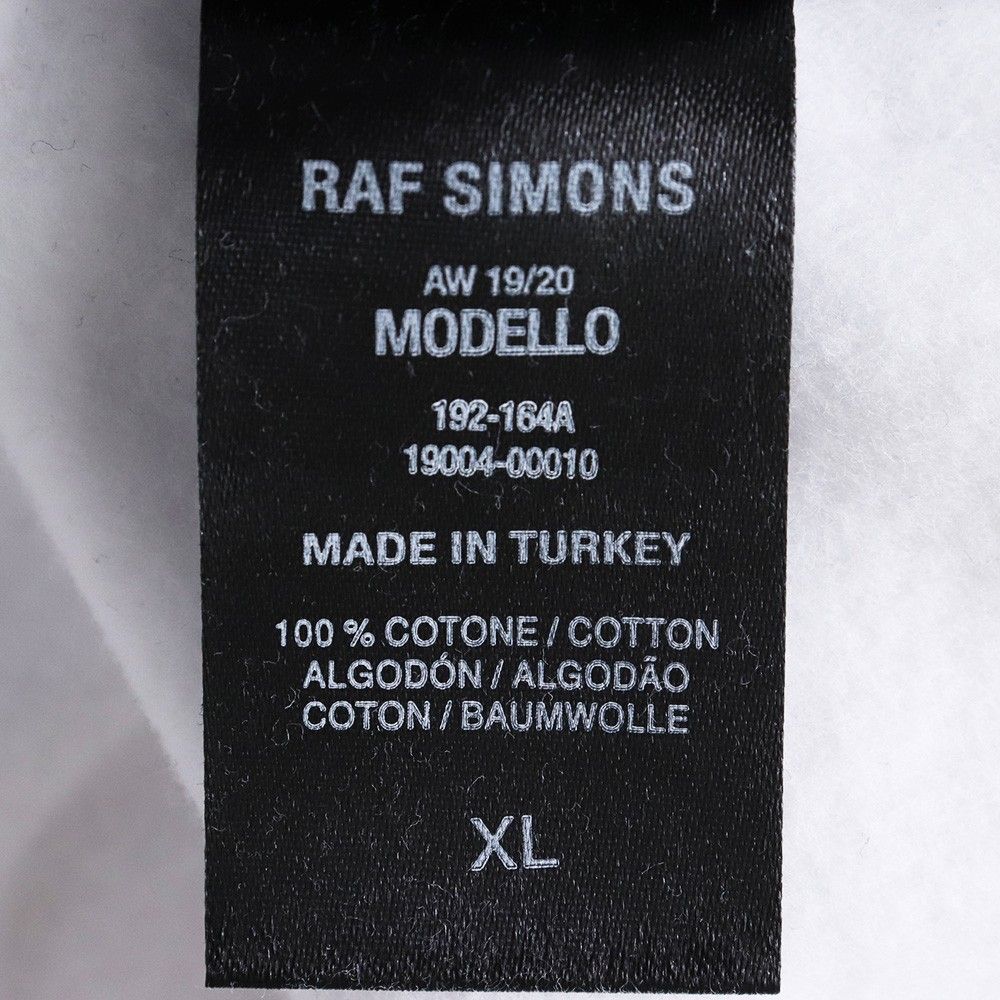 RAF SIMONS
AW 19/20
MODELLO
192-164A
19004-00010
MADE IN TURKEY
100 % COTONE / COTTON
ALGODÓN / ALGODÃO
COTON / BAUMWOLLE
XL